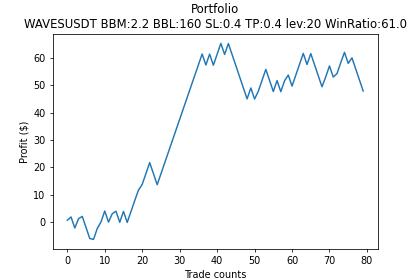 Portfolio
WAVESUSDT BBM:2.2 BBL:160 SL:0.4 TP:0.4 lev:20 WinRatio:61.0
60
50
40
30
20
10
0
Profit ($)
0 10 20 30 40 50 60 70 80
Trade counts